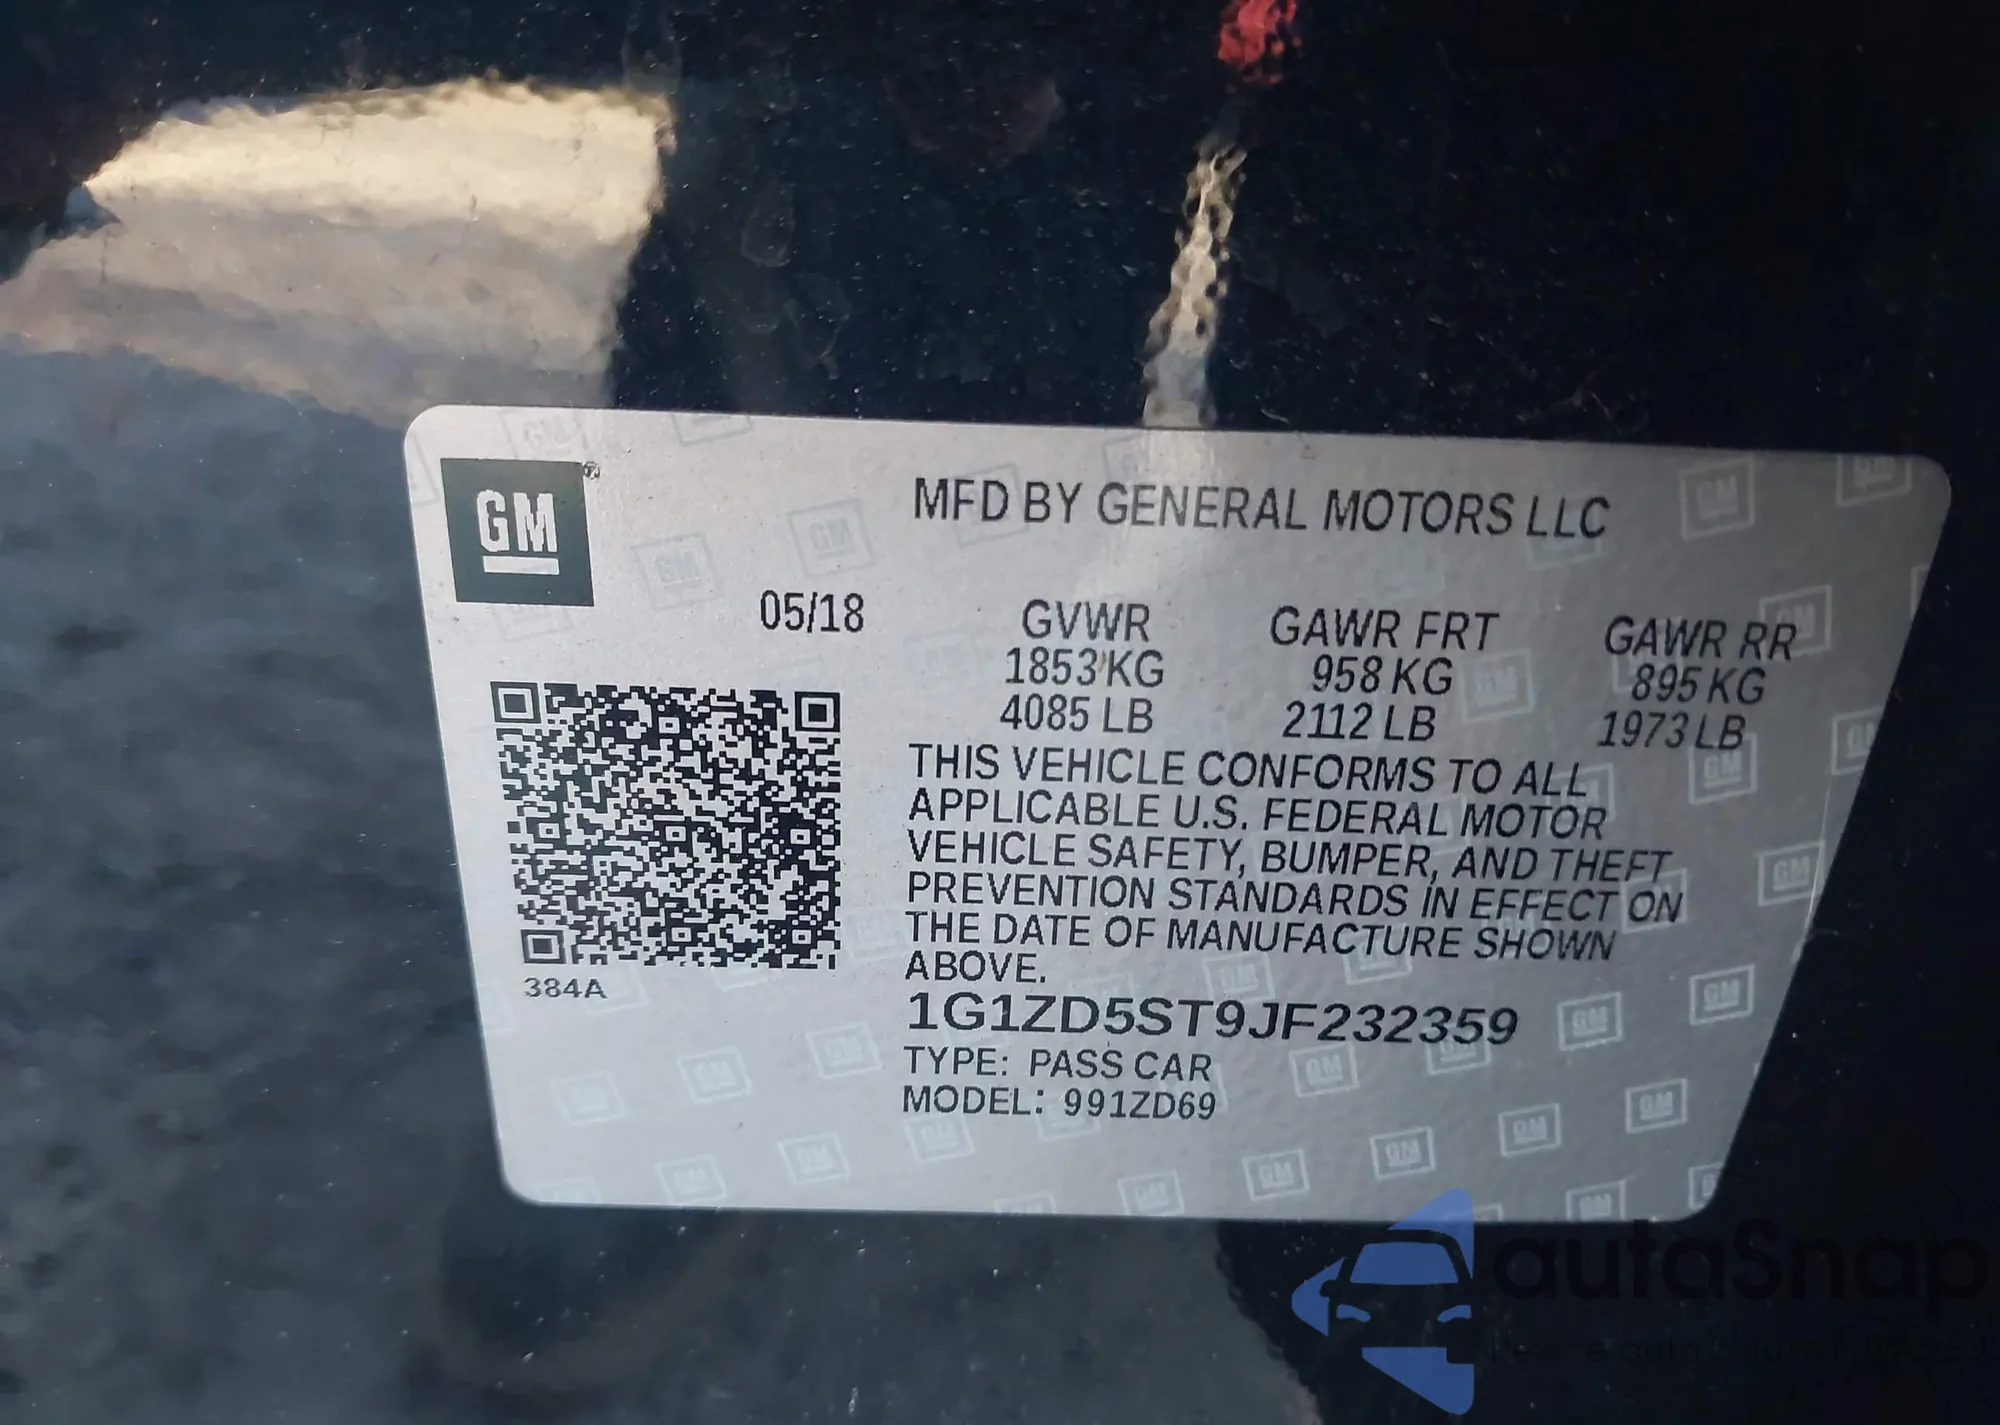 GM
MFD BY GENERAL MOTORS LLC
05/18
GVWR GAWR FRT GAWR RR
1853 KG 958 KG 895 KG
4085 LB 2112 LB 1973 LB
THIS VEHICLE CONFORMS TO ALL
APPLICABLE U.S. FEDERAL MOTOR
VEHICLE SAFETY, BUMPER, AND THEFT
PREVENTION STANDARDS IN EFFECT ON
THE DATE OF MANUFACTURE SHOWN
ABOVE.
384A
1G1ZD5ST9JF232359
TYPE: PASS CAR
MODEL: 991ZD69
autaSnap